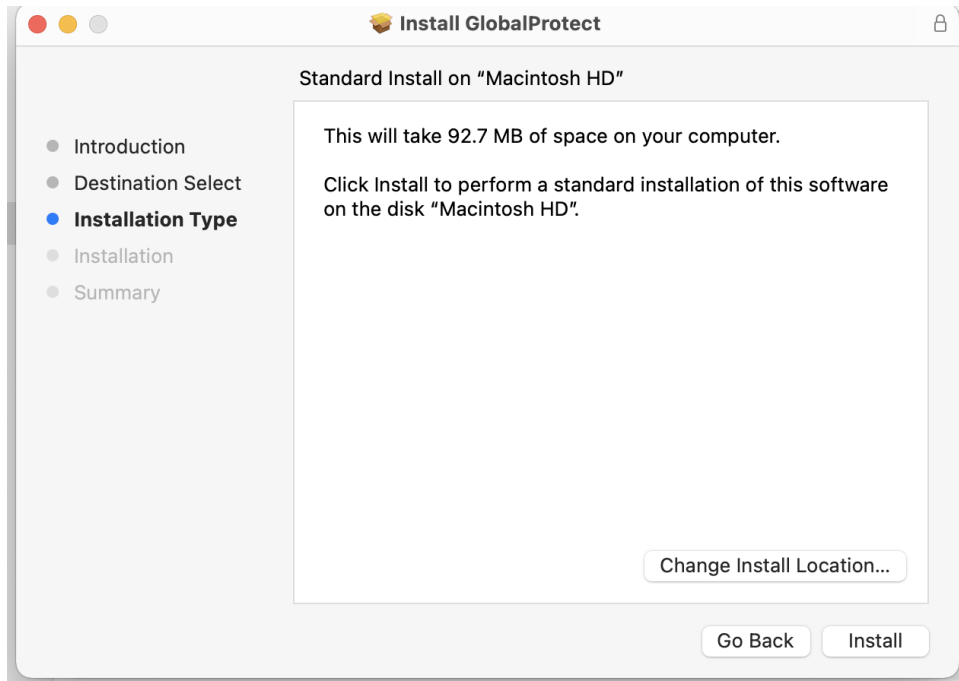 Install GlobalProtect
Standard Install on “Macintosh HD”
Introduction
Destination Select
Installation Type
Installation
Summary
This will take 92.7 MB of space on your computer.
Click Install to perform a standard installation of this software
on the disk “Macintosh HD”.
Change Install Location...
Go Back
Install